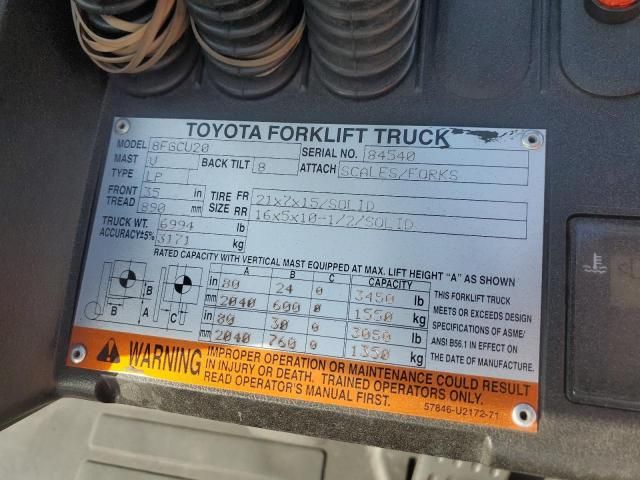 TOYOTA FORKLIFT TRUCK
MODEL 8FGCU20 SERIAL NO. 84540
MAST V BACK TILT 8 ATTACH SCALES/FORKS
TYPE LP
FRONT TREAD 35 in TIRE SIZE FR 21x7x15/SOLID
890 mm RR 16x5x10-1/2/SOLID
TRUCK WT. 6994 lb
ACCURACY±5% 3171 kg
RATED CAPACITY WITH VERTICAL MAST EQUIPPED AT MAX. LIFT HEIGHT "A" AS SHOWN
A B C CAPACITY
in 80 24 0 3450 lb
mm 2040 600 0 1550 kg
in 80 30 0 3050 lb
mm 2040 760 0 1350 kg
B
A
C
THIS FORKLIFT TRUCK
MEETS OR EXCEEDS DESIGN
SPECIFICATIONS OF ASME/
ANSI B56.1 IN EFFECT ON
THE DATE OF MANUFACTURE.
WARNING
IMPROPER OPERATION OR MAINTENANCE COULD RESULT
IN INJURY OR DEATH. TRAINED OPERATORS ONLY.
READ OPERATOR'S MANUAL FIRST.
57846-U2172-71